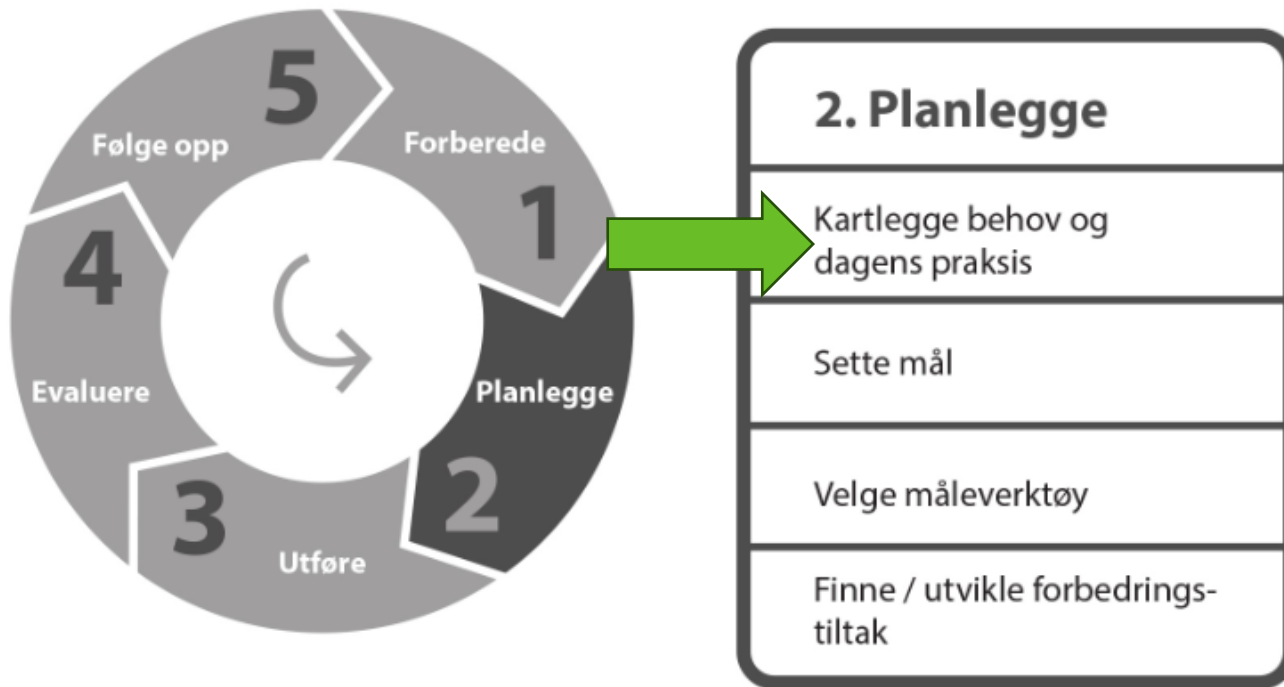 5
Følge opp
Forberede
1
4
Evaluere
Planlegge
2
3
Utføre
2. Planlegge
Kartlegge behov og
dagens praksis
Sette mål
Velge måleverktøy
Finne / utvikle forbedrings-
tiltak